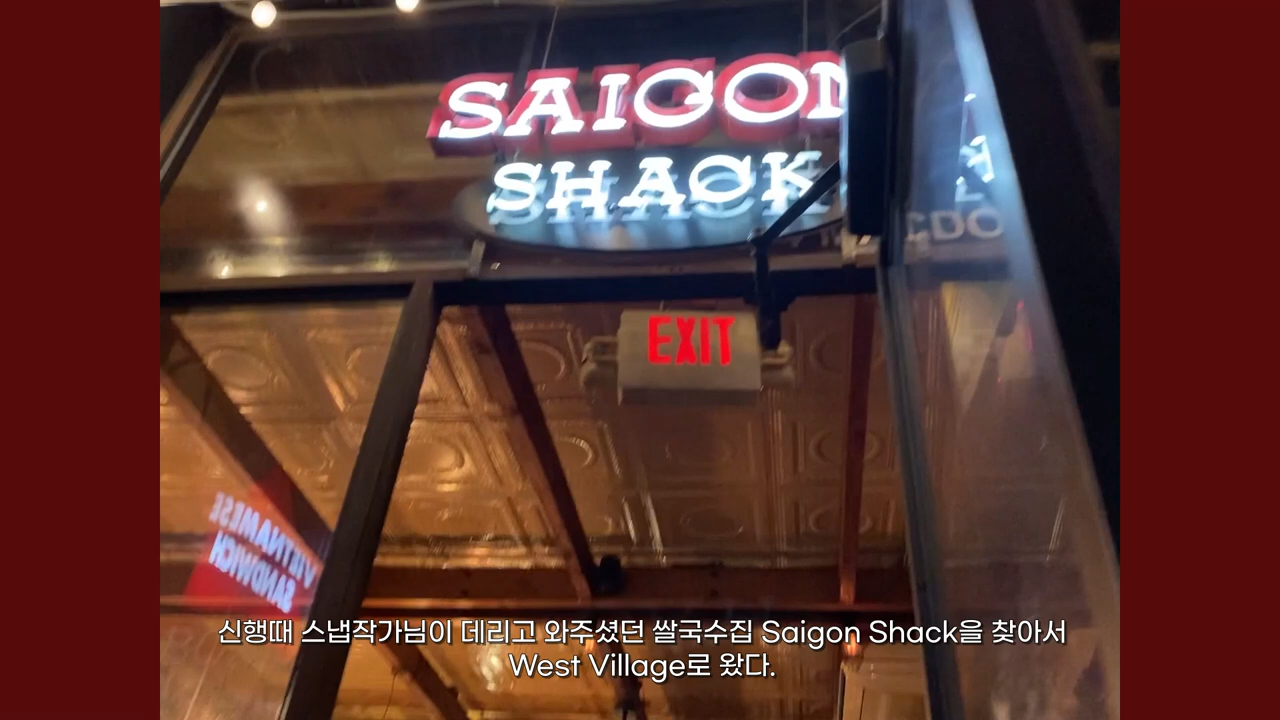 SAIGON
SHACK
CDO
EXIT
VIETNAMESE
SANDWICH
신행때 스냅작가님이 데리고 와주셨던 쌀국수집 Saigon Shack을 찾아서
West Village로 왔다.